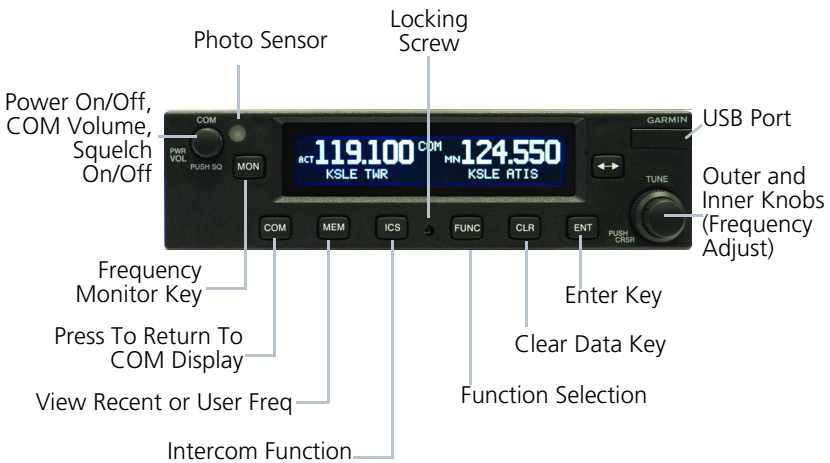 Locking
Screw
Photo Sensor
Power On/Off,
COM Volume,
Squelch
On/Off
USB Port
COM
GARMIN
PWR
VOL
PUSH SQ
MON
ACT 119.100 COM MN 124.550
KSLE TWR KSLE ATIS
TUNE
Outer and
Inner Knobs
(Frequency
Adjust)
COM MEM ICS FUNC CLR ENT
PUSH
CRSR
Frequency
Monitor Key
Enter Key
Press To Return To
COM Display
Clear Data Key
View Recent or User Freq
Function Selection
Intercom Function